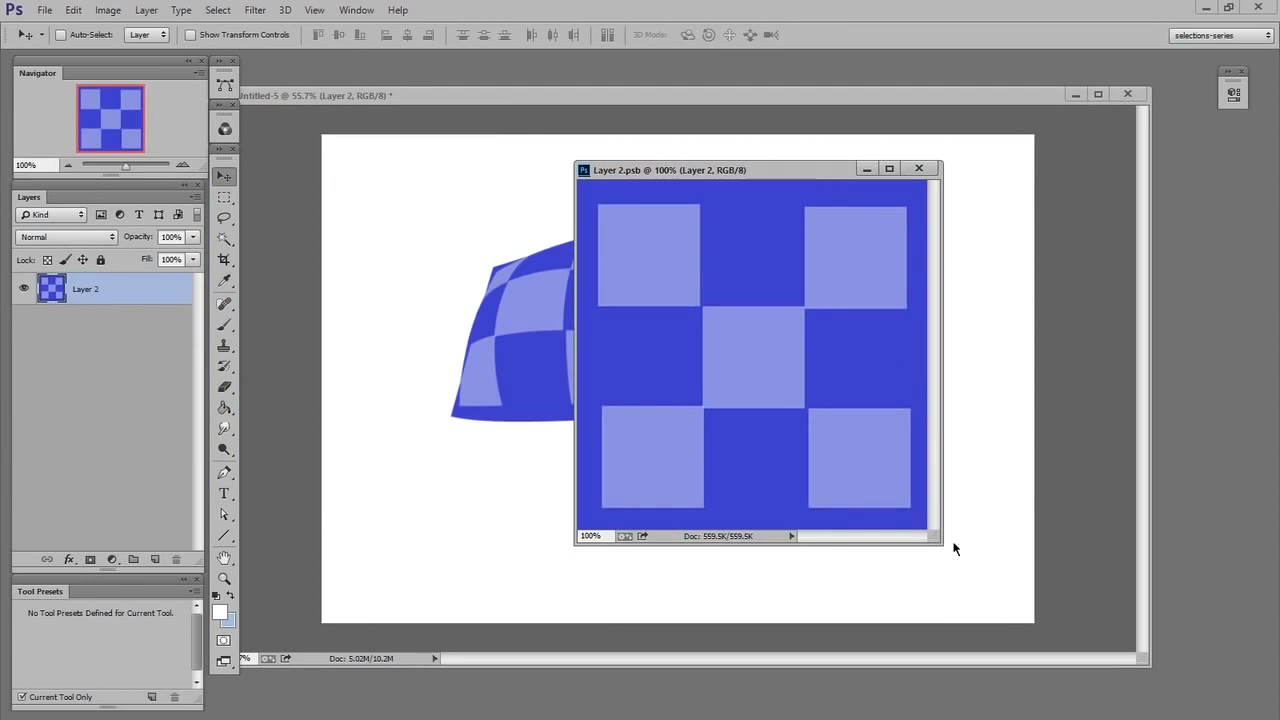 Ps File Edit Image Layer Type Select Filter 3D View Window Help
Auto-Select: Layer Show Transform Controls 3D Mode: selections-series
Navigator
Untitled-5 @ 55.7% (Layer 2, RGB/8) *
100%
Layers
Kind
Normal Opacity: 100%
Lock: Fill: 100%
Layer 2
Tool Presets
No Tool Presets Defined for Current Tool.
Current Tool Only
Layer 2.psb @ 100% (Layer 2, RGB/8)
100% Doc: 559.5K/559.5K
7% Doc: 5.02M/10.2M